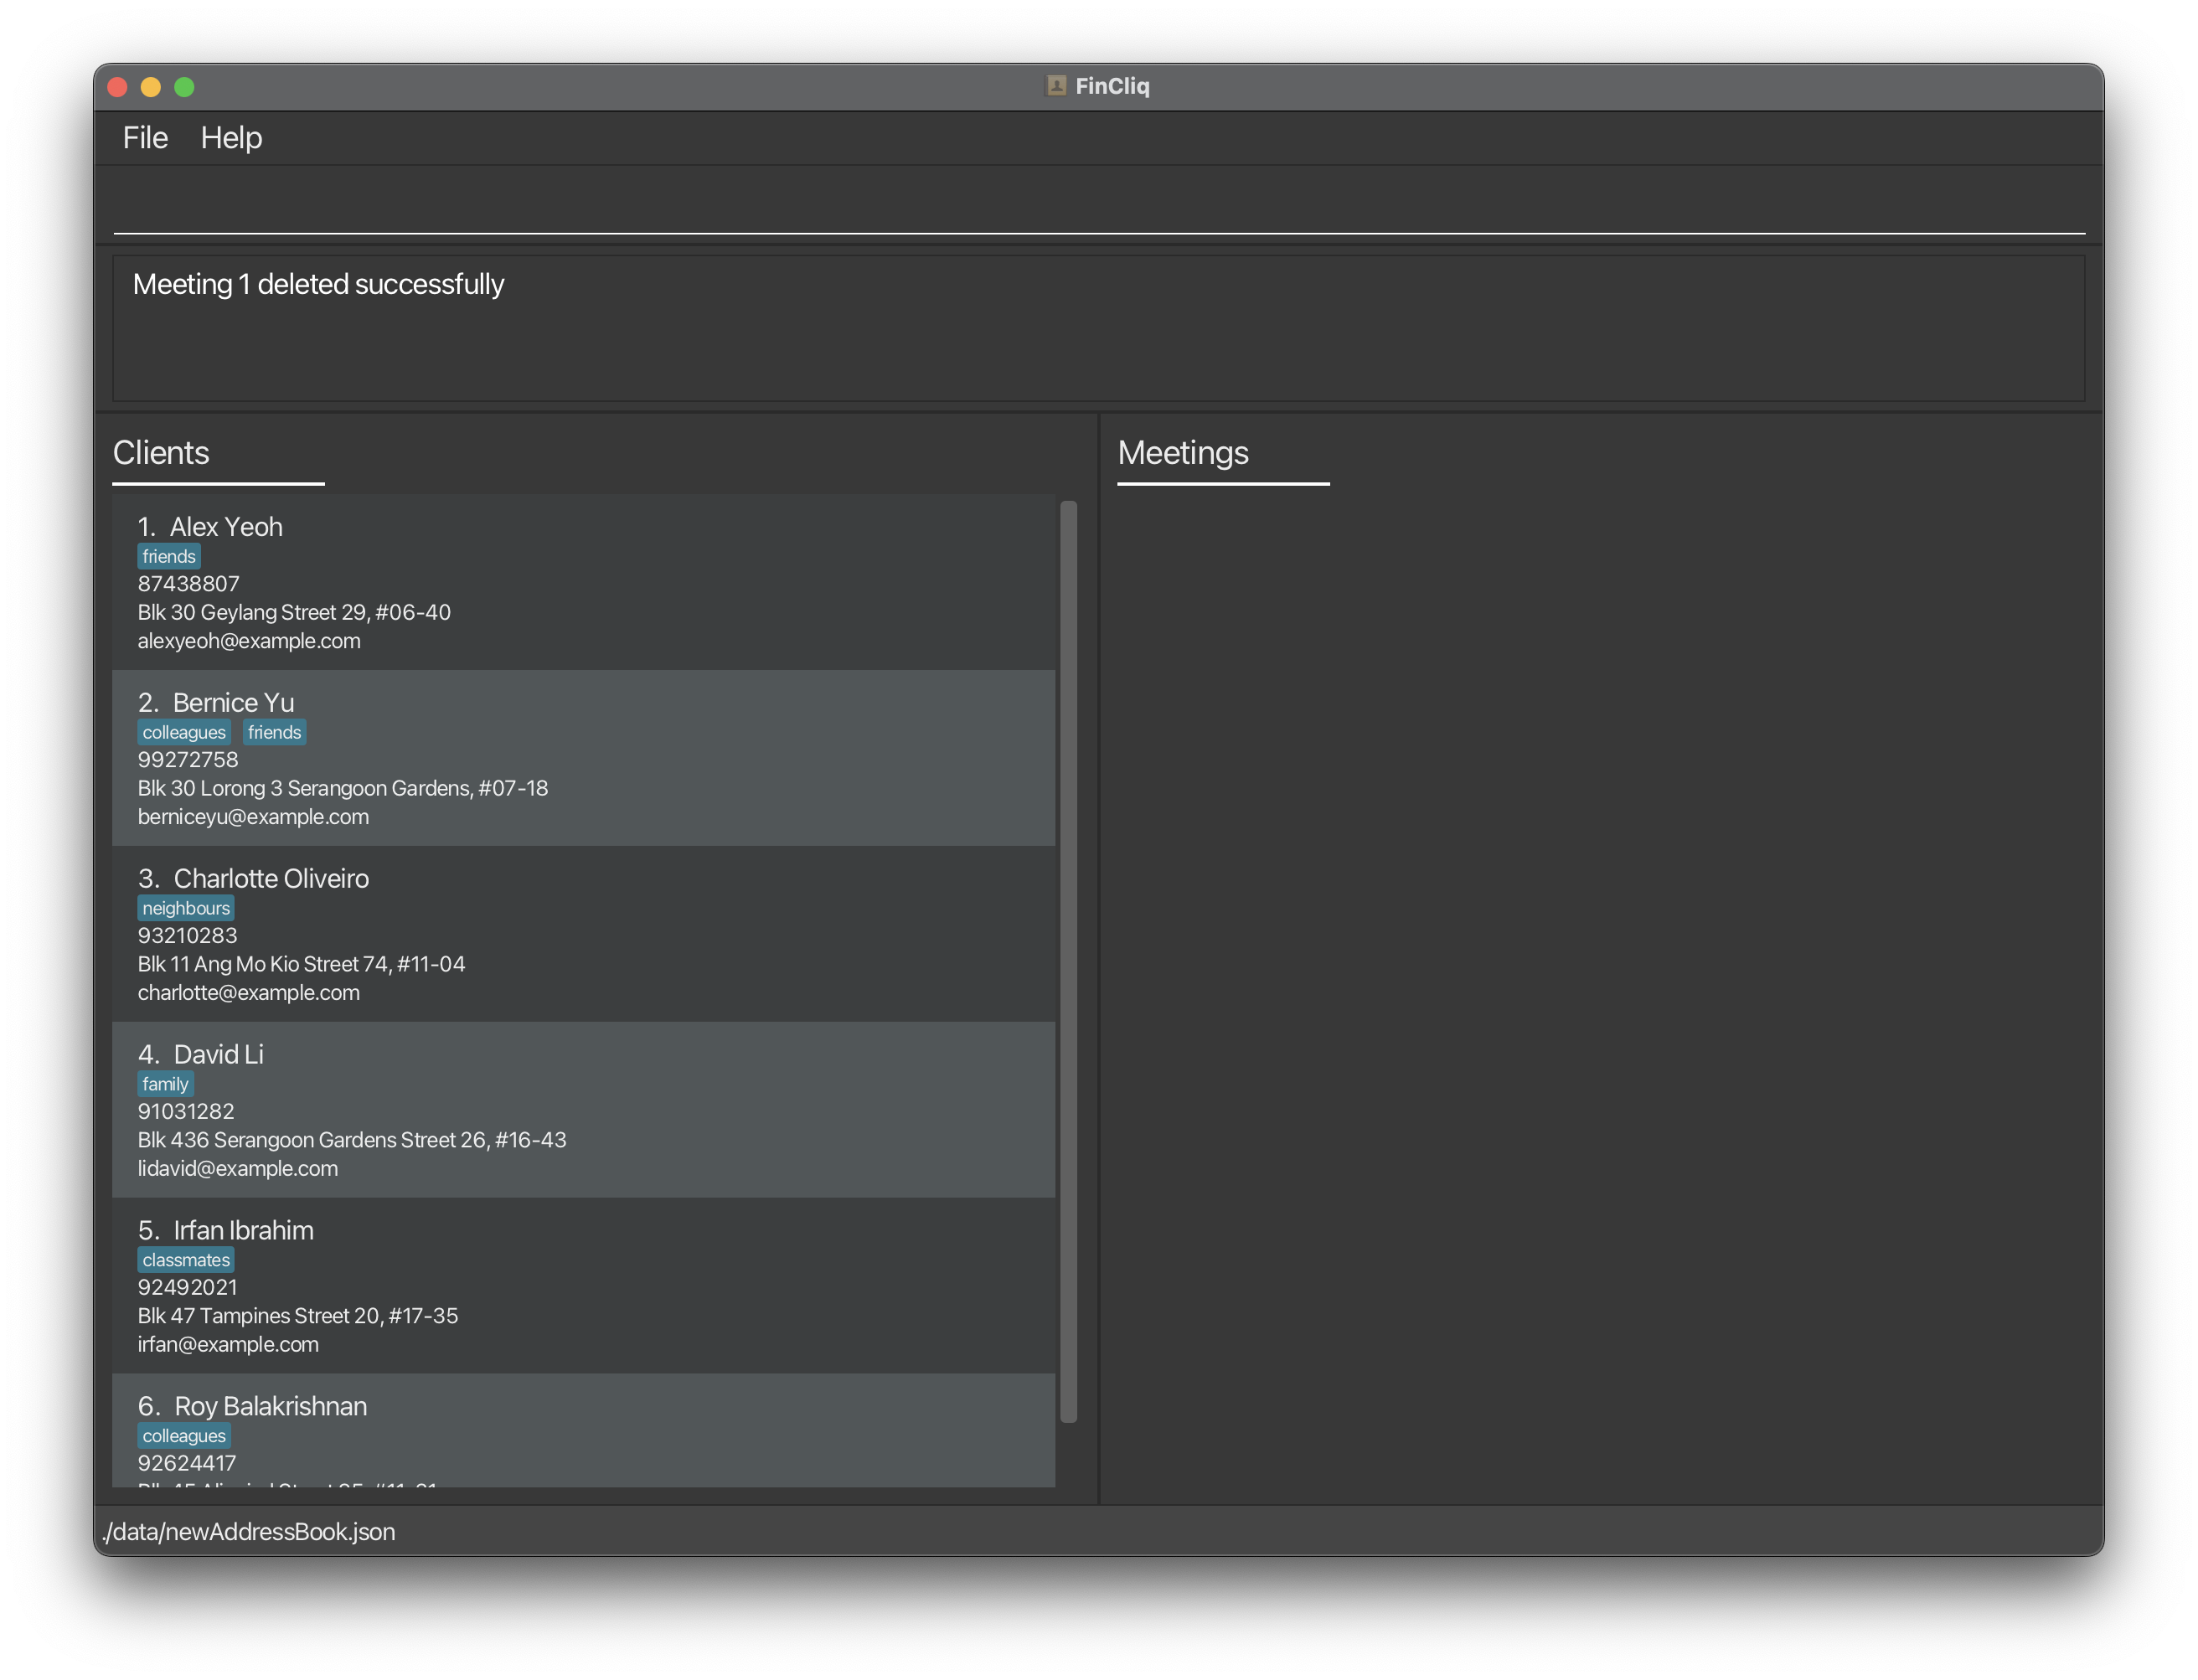 FinCliq
File Help
Meeting 1 deleted successfully
Clients
1. Alex Yeoh
friends
87438807
Blk 30 Geylang Street 29, #06-40
alexyeoh@example.com
2. Bernice Yu
colleagues friends
99272758
Blk 30 Lorong 3 Serangoon Gardens, #07-18
berniceyu@example.com
3. Charlotte Oliveiro
neighbours
93210283
Blk 11 Ang Mo Kio Street 74, #11-04
charlotte@example.com
4. David Li
family
91031282
Blk 436 Serangoon Gardens Street 26, #16-43
lidavid@example.com
5. Irfan Ibrahim
classmates
92492021
Blk 47 Tampines Street 20, #17-35
irfan@example.com
6. Roy Balakrishnan
colleagues
92624417
Meetings
./data/newAddressBook.json